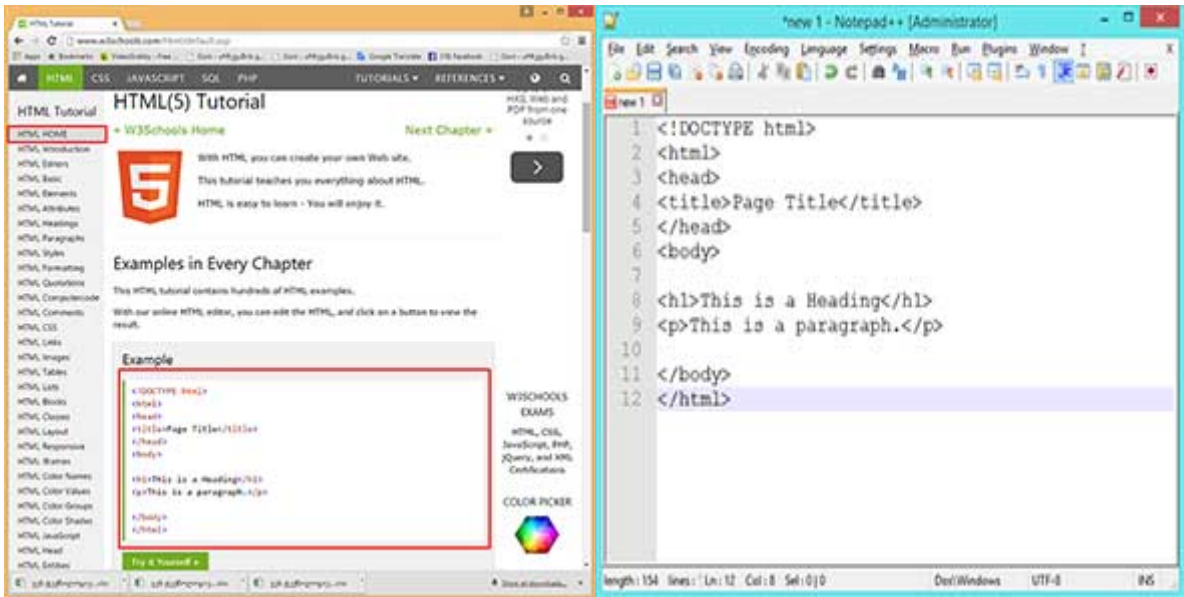 HTML Tutorial
HTML CSS JAVASCRIPT SQL PHP TUTORIALS REFERENCES
HTML Tutorial
HTML HOME
HTML Introduction
HTML Editors
HTML Basic
HTML Elements
HTML Attributes
HTML Headings
HTML Paragraphs
HTML Styles
HTML Formatting
HTML Quotations
HTML Computercode
HTML Comments
HTML CSS
HTML Links
HTML Images
HTML Tables
HTML Lists
HTML Blocks
HTML Classes
HTML Layout
HTML Responsive
HTML Iframes
HTML Color Names
HTML Color Values
HTML Color Groups
HTML Color Shades
HTML JavaScript
HTML Head
HTML Entities
HTML(5) Tutorial
« W3Schools Home Next Chapter »
With HTML you can create your own Web site.
This tutorial teaches you everything about HTML.
HTML is easy to learn - You will enjoy it.
Examples in Every Chapter
This HTML tutorial contains hundreds of HTML examples.
With our online HTML editor, you can edit the HTML, and click on a button to view the
result.
Example
<!DOCTYPE html>
<html>
<head>
<title>Page Title</title>
</head>
<body>
<h1>This is a Heading</h1>
<p>This is a paragraph.</p>
</body>
</html>
Try it Yourself »
and
PDF from one
source
W3SCHOOLS
EXAMS
HTML, CSS,
JavaScript, PHP,
jQuery, and XML
Certifications
COLOR PICKER
*new 1 - Notepad++ [Administrator]
File Edit Search View Encoding Language Settings Macro Run Plugins Window ? X
new 1
1 <!DOCTYPE html>
2 <html>
3 <head>
4 <title>Page Title</title>
5 </head>
6 <body>
7
8 <h1>This is a Heading</h1>
9 <p>This is a paragraph.</p>
10
11 </body>
12 </html>
length : 154 lines : Ln : 12 Col : 8 Sel : 0 | 0 Dos\Windows UTF-8 INS